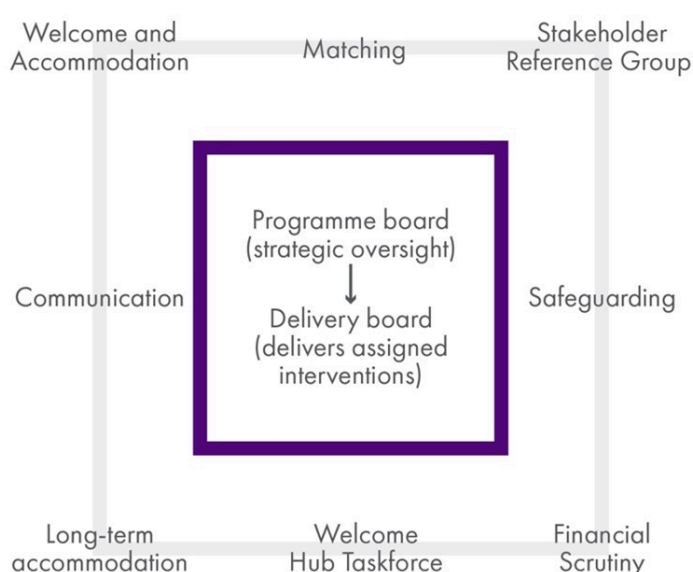 Welcome and
Accommodation
Matching
Stakeholder
Reference Group
Programme board
(strategic oversight)
Communication
Safeguarding
Delivery board
(delivers assigned
interventions)
Long-term
accommodation
Welcome
Hub Taskforce
Financial
Scrutiny